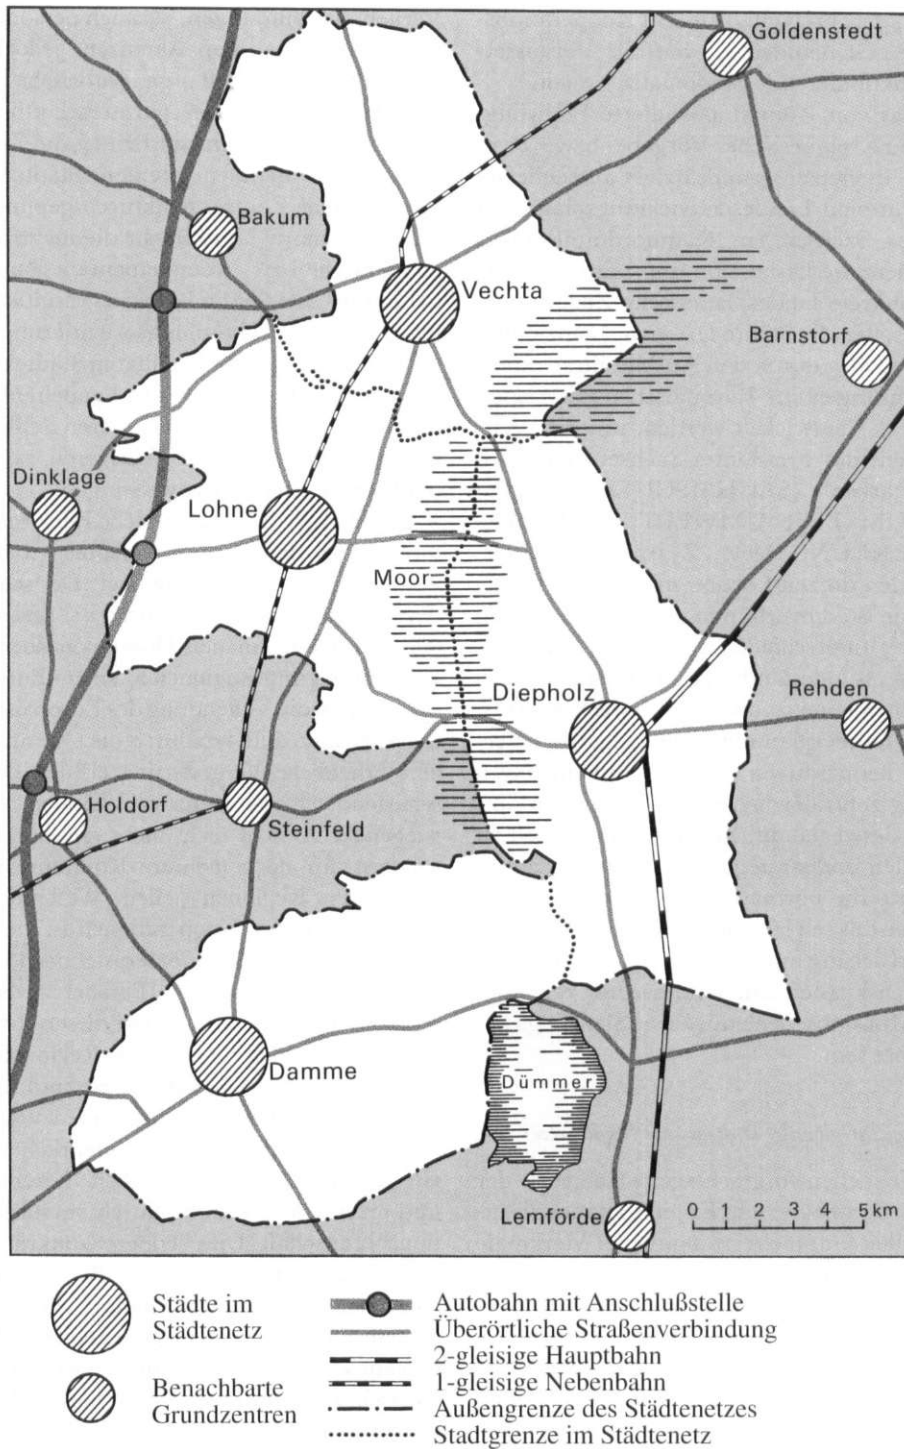 Goldenstedt
Bakum
Vechta
Barnstorf
Dinklage
Lohne
Moor
Diepholz
Rehden
Holdorf
Steinfeld
Damme
Dümmer
Lemförde
0 1 2 3 4 5 km
Städte im
Städtenetz
Benachbarte
Grundzentren
Autobahn mit Anschlußstelle
Überörtliche Straßenverbindung
2-gleisige Hauptbahn
1-gleisige Nebenbahn
Außengrenze des Städtenetzes
Stadtgrenze im Städtenetz